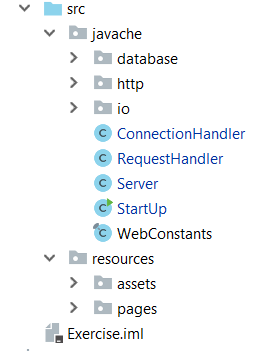 src
javache
database
http
io
ConnectionHandler
RequestHandler
Server
StartUp
WebConstants
resources
assets
pages
Exercise.iml